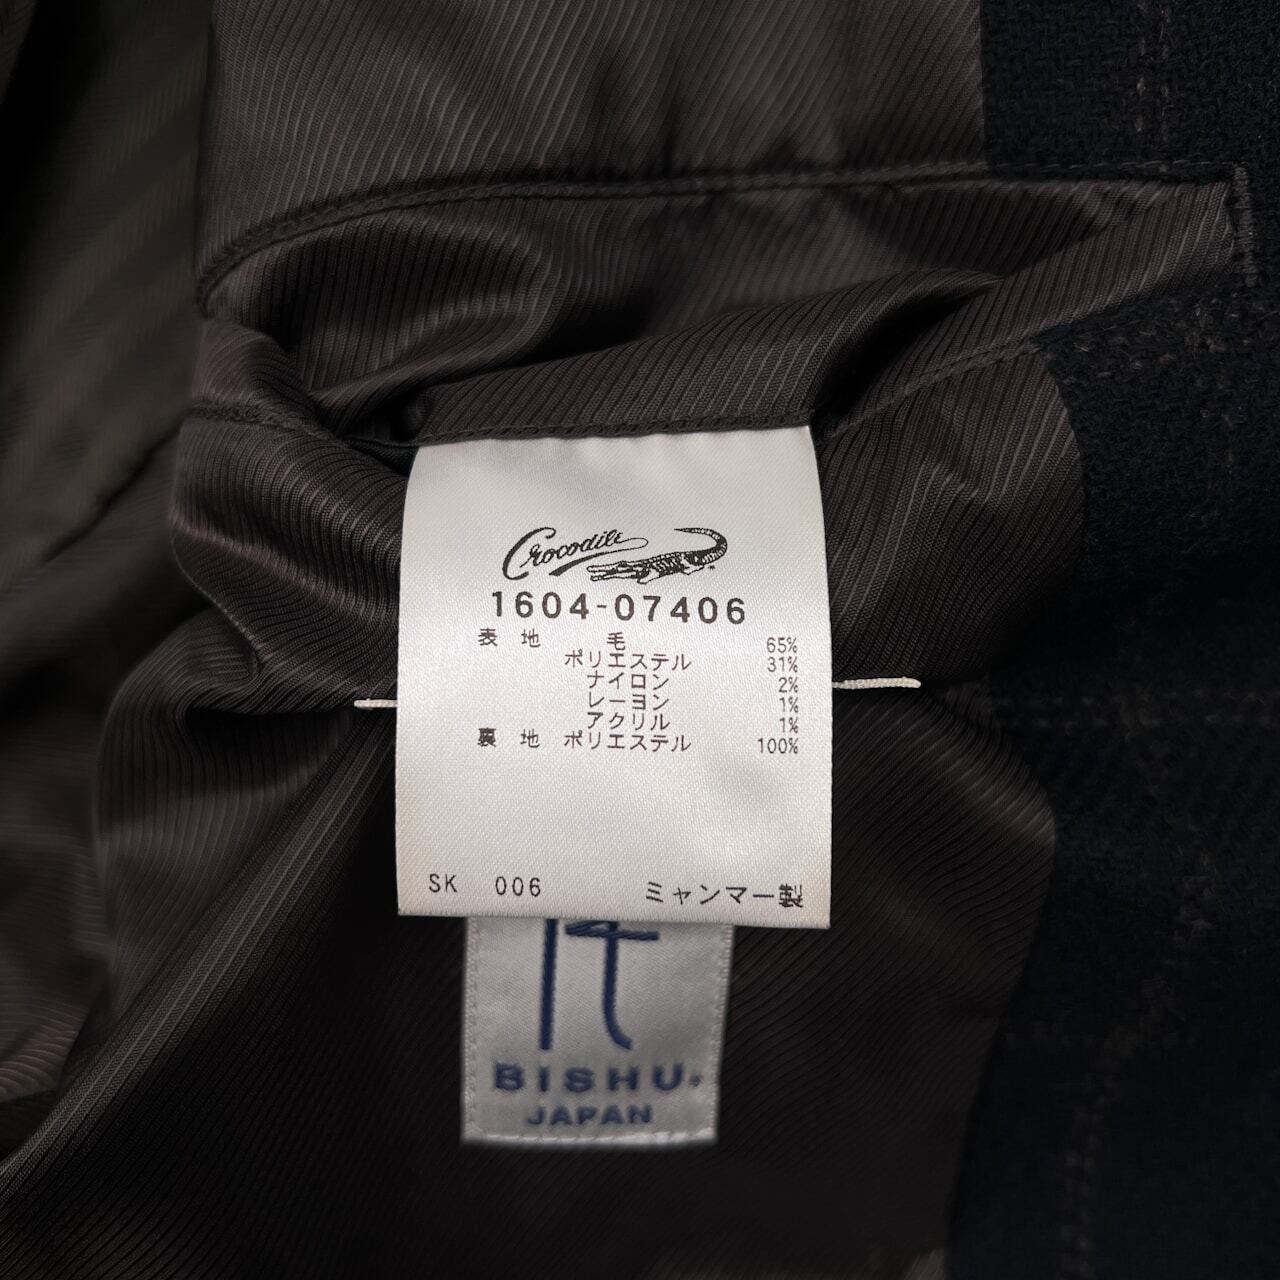 Crocodile
1604-07406
表 地 毛 65%
ポリエステル 31%
ナイロン 2%
レーヨン 1%
アクリル 1%
裏 地 ポリエステル 100%
SK 006 ミャンマー製
BISHU
JAPAN